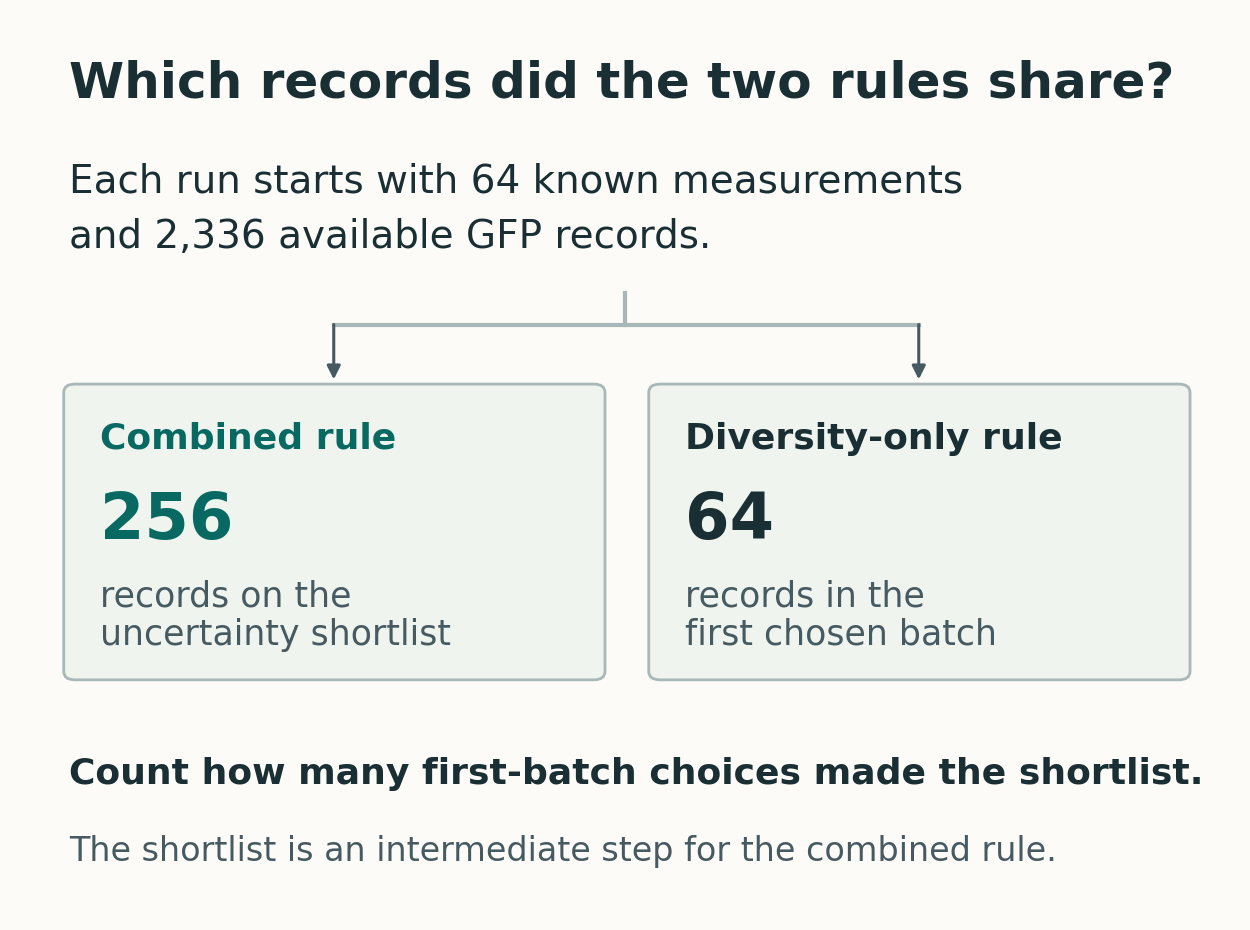 Which records did the two rules share?
Each run starts with 64 known measurements
and 2,336 available GFP records.
Combined rule
256
records on the
uncertainty shortlist
Diversity-only rule
64
records in the
first chosen batch
Count how many first-batch choices made the shortlist.
The shortlist is an intermediate step for the combined rule.